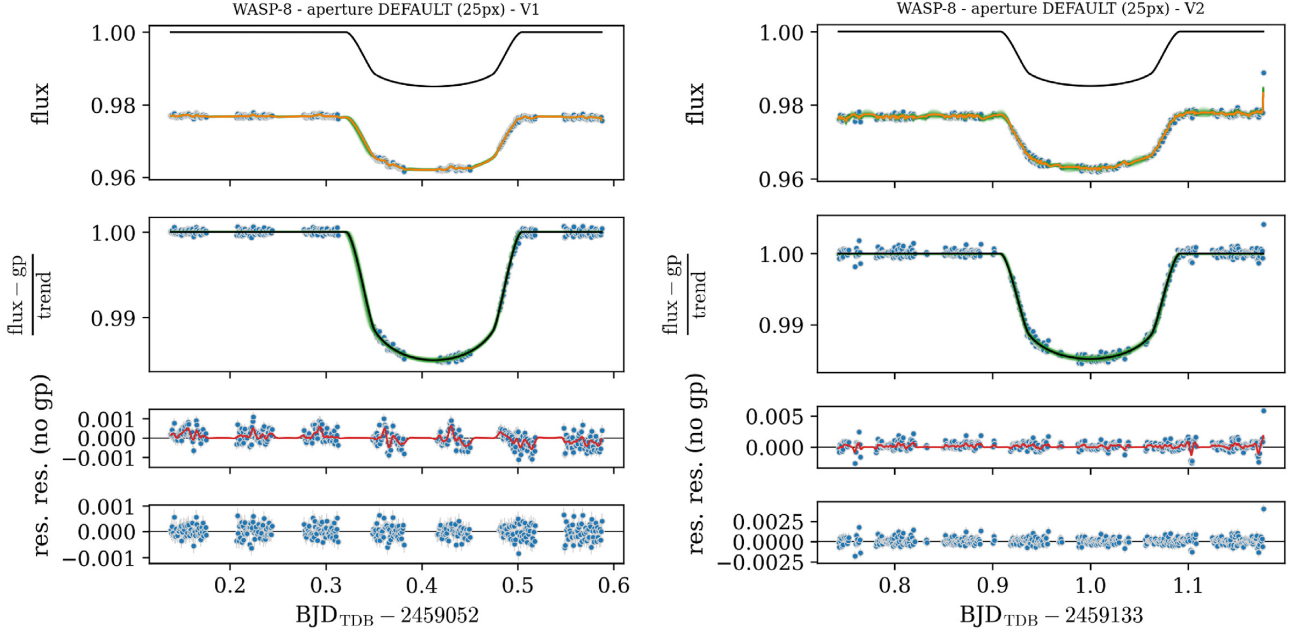 WASP-8 - aperture DEFAULT (25px) - V1
1.00
0.98
0.96
flux
1.00
0.99
flux − gp
trend
0.001
0.000
−0.001
res. (no gp)
0.001
0.000
−0.001
res.
0.2 0.3 0.4 0.5 0.6
BJD_TDB − 2459052
WASP-8 - aperture DEFAULT (25px) - V2
1.00
0.98
0.96
flux
1.00
0.99
flux − gp
trend
0.005
0.000
res. (no gp)
0.0025
0.0000
−0.0025
res.
0.8 0.9 1.0 1.1
BJD_TDB − 2459133